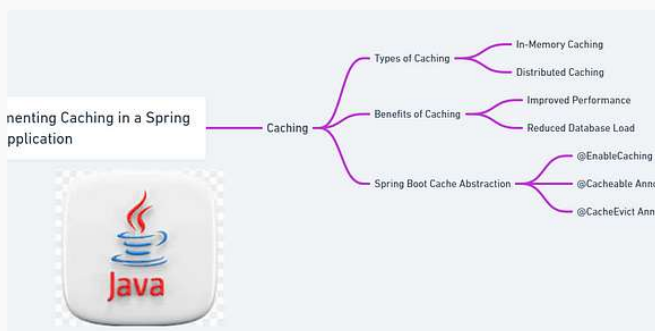 menting Caching in a Spring
pplication
Caching
Types of Caching
In-Memory Caching
Distributed Caching
Benefits of Caching
Improved Performance
Reduced Database Load
Spring Boot Cache Abstraction
@EnableCaching
@Cacheable Anno
@CacheEvict Ann
Java